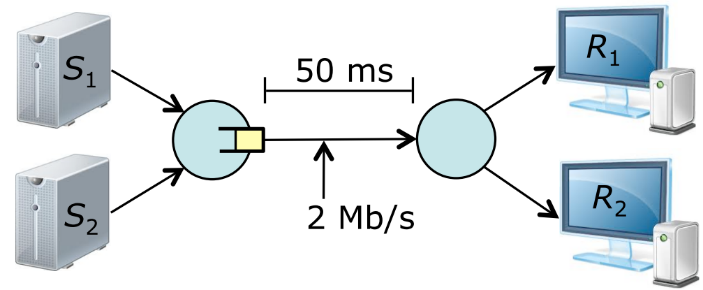 S₁
50 ms
R₁
S₂
2 Mb/s
R₂